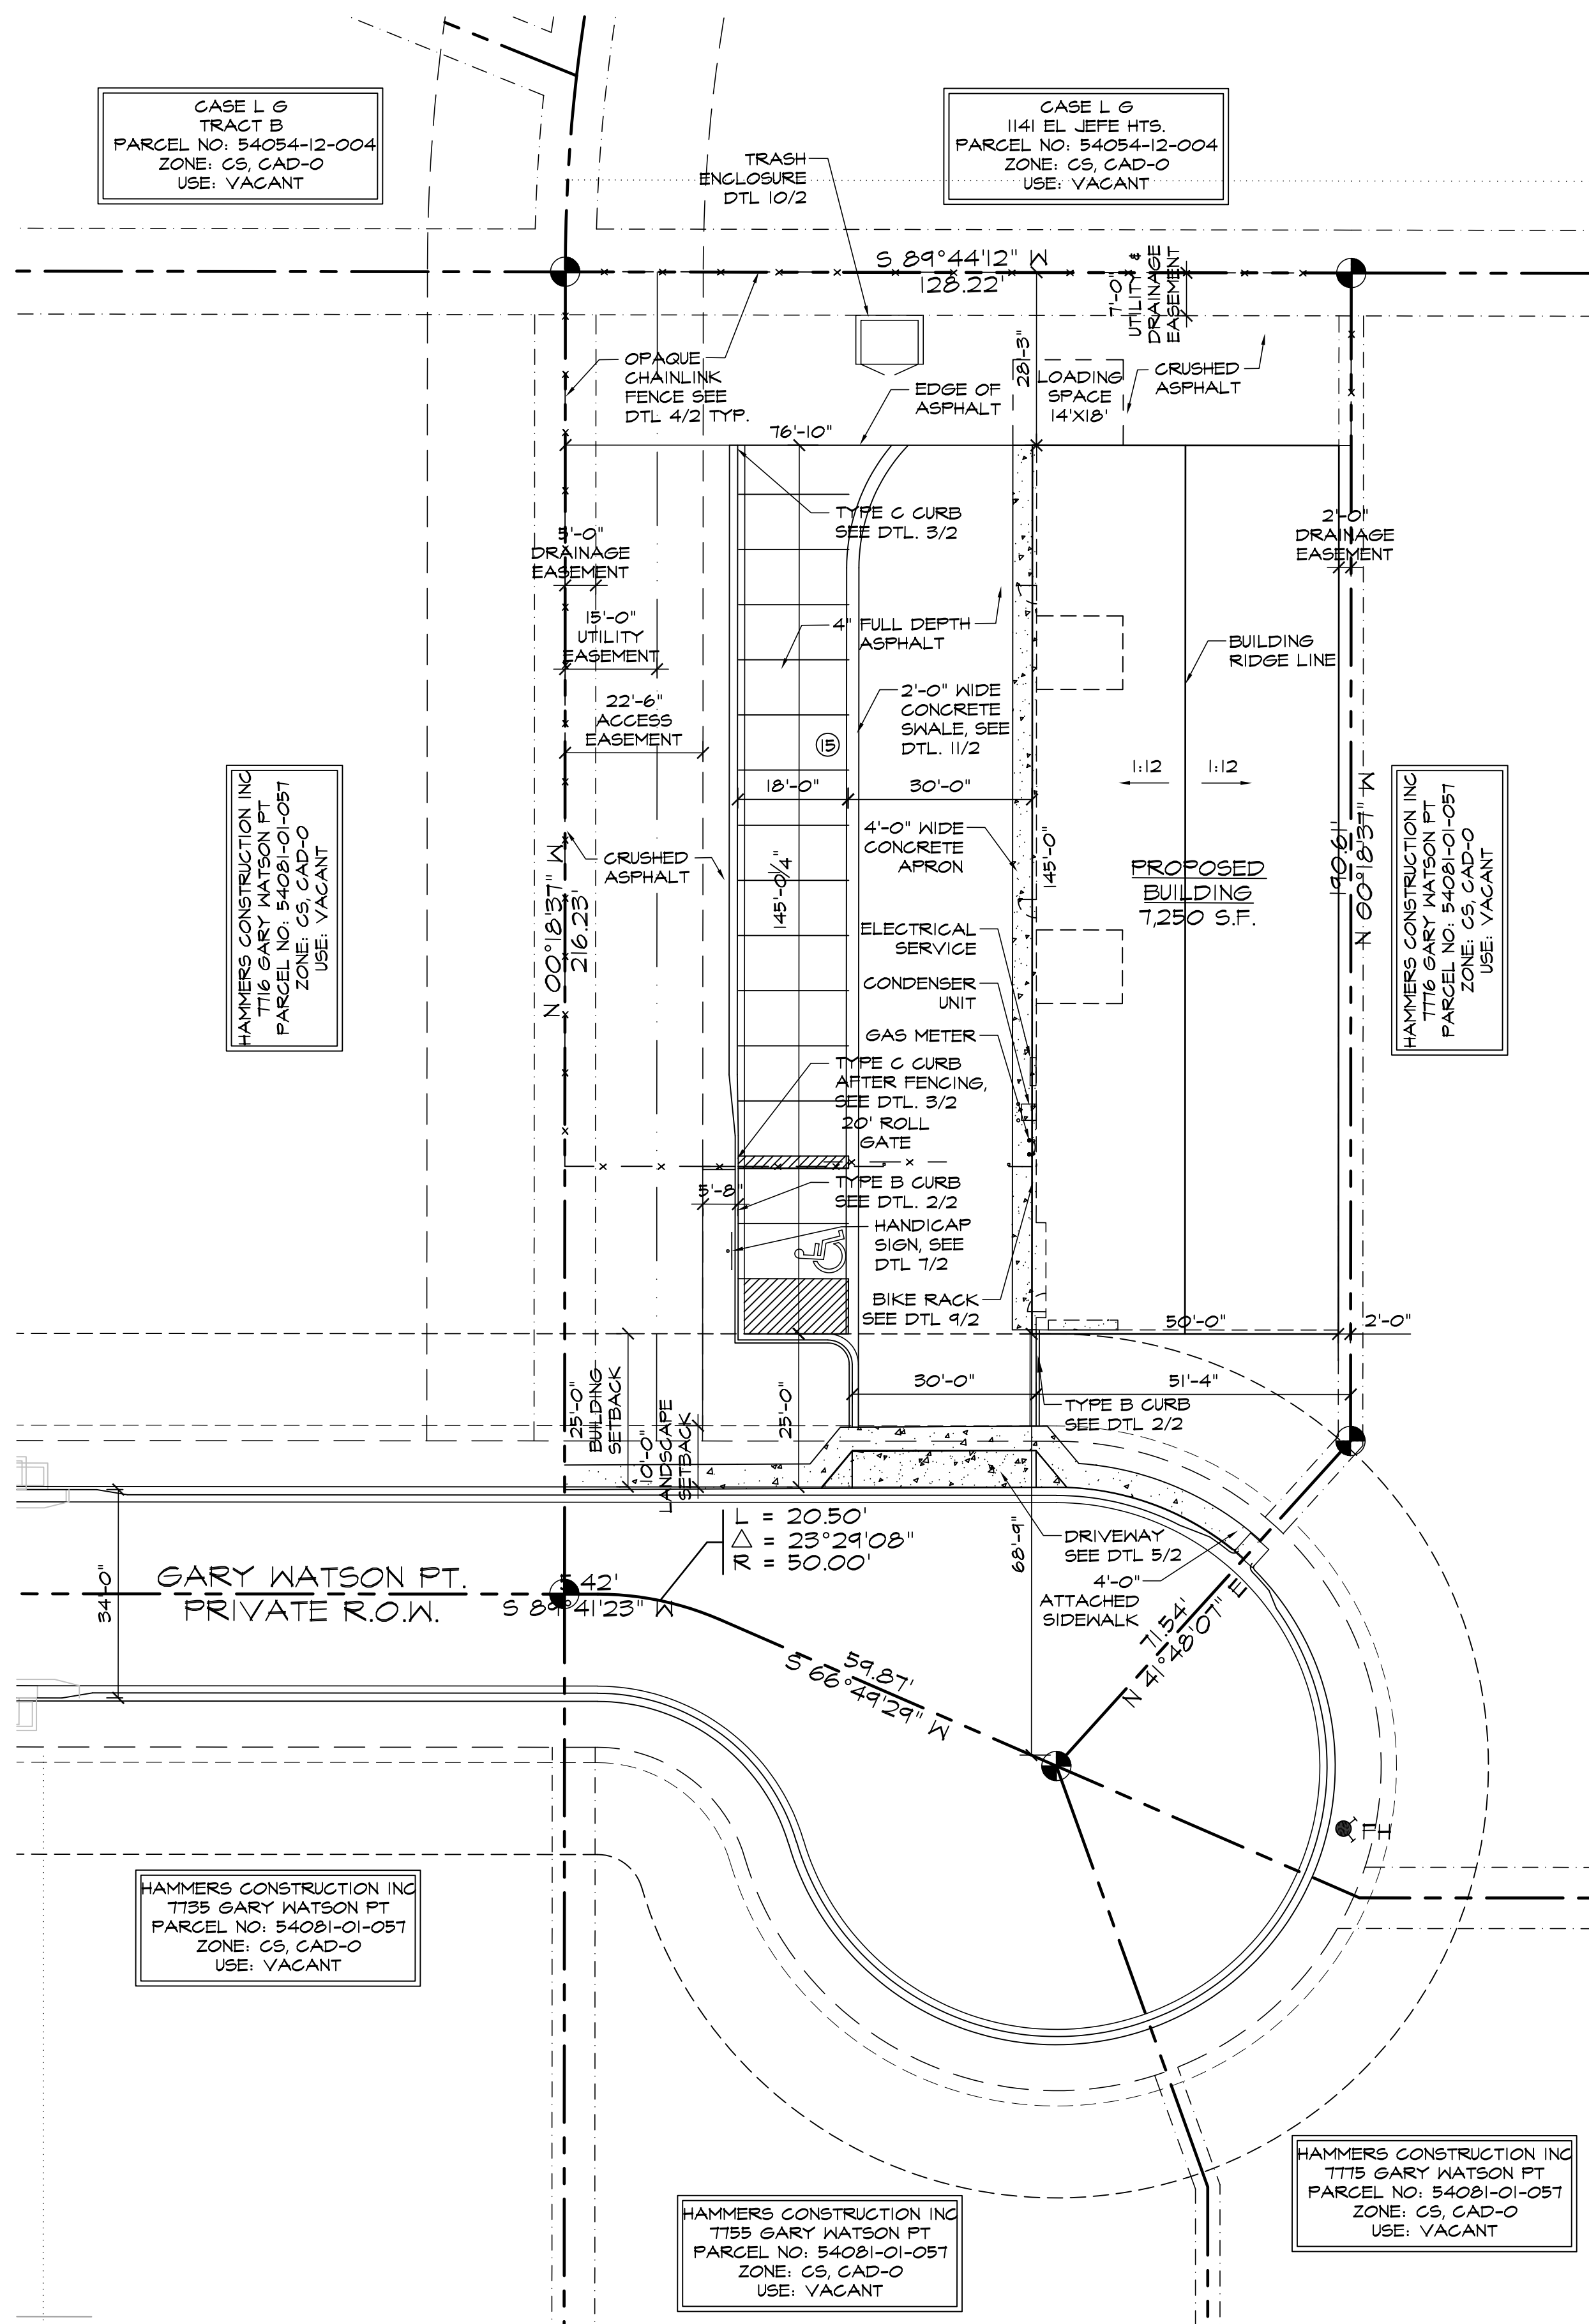 CASE L G
TRACT B
PARCEL NO: 54054-12-004
ZONE: CS, CAD-O
USE: VACANT
CASE L G
1141 EL JEFE HTS.
PARCEL NO: 54054-12-004
ZONE: CS, CAD-O
USE: VACANT
TRASH
ENCLOSURE
DTL 10/2
S 89°44'12" W
128.22'
7'-0"
UTILITY &
DRAINAGE
EASEMENT
OPAQUE
CHAINLINK
FENCE SEE
DTL 4/2 TYP.
28'-3"
LOADING
SPACE
14'X18'
CRUSHED
ASPHALT
EDGE OF
ASPHALT
76'-10"
TYPE C CURB
SEE DTL. 3/2
5'-0"
DRAINAGE
EASEMENT
2'-0"
DRAINAGE
EASEMENT
15'-0"
UTILITY
EASEMENT
4" FULL DEPTH
ASPHALT
BUILDING
RIDGE LINE
22'-6"
ACCESS
EASEMENT
2'-0" WIDE
CONCRETE
SWALE, SEE
DTL. 11/2
15
1:12
1:12
18'-0"
30'-0"
HAMMERS CONSTRUCTION INC
7716 GARY WATSON PT
PARCEL NO: 54081-01-057
ZONE: CS, CAD-O
USE: VACANT
N 00°18'37" W
216.23'
CRUSHED
ASPHALT
145'-0 1/4"
4'-0" WIDE
CONCRETE
APRON
145'-0"
PROPOSED
BUILDING
7,250 S.F.
190.61'
N 00°18'37" W
HAMMERS CONSTRUCTION INC
7776 GARY WATSON PT
PARCEL NO: 54081-01-057
ZONE: CS, CAD-O
USE: VACANT
ELECTRICAL
SERVICE
CONDENSER
UNIT
GAS METER
TYPE C CURB
AFTER FENCING,
SEE DTL. 3/2
20' ROLL
GATE
5'-8"
TYPE B CURB
SEE DTL. 2/2
HANDICAP
SIGN, SEE
DTL 7/2
BIKE RACK
SEE DTL 9/2
50'-0"
2'-0"
25'-0"
BUILDING
SETBACK
10'-0"
LANDSCAPE
SETBACK
25'-0"
30'-0"
51'-4"
TYPE B CURB
SEE DTL 2/2
L = 20.50'
△ = 23°29'08"
R = 50.00'
68'-9"
DRIVEWAY
SEE DTL 5/2
4'-0"
ATTACHED
SIDEWALK
34'-0"
GARY WATSON PT.
PRIVATE R.O.W.
42'
S 89°41'23" W
59.87'
S 66°49'29" W
71.54'
N 41°48'07" E
FH
HAMMERS CONSTRUCTION INC
7735 GARY WATSON PT
PARCEL NO: 54081-01-057
ZONE: CS, CAD-O
USE: VACANT
HAMMERS CONSTRUCTION INC
7755 GARY WATSON PT
PARCEL NO: 54081-01-057
ZONE: CS, CAD-O
USE: VACANT
HAMMERS CONSTRUCTION INC
7775 GARY WATSON PT
PARCEL NO: 54081-01-057
ZONE: CS, CAD-O
USE: VACANT